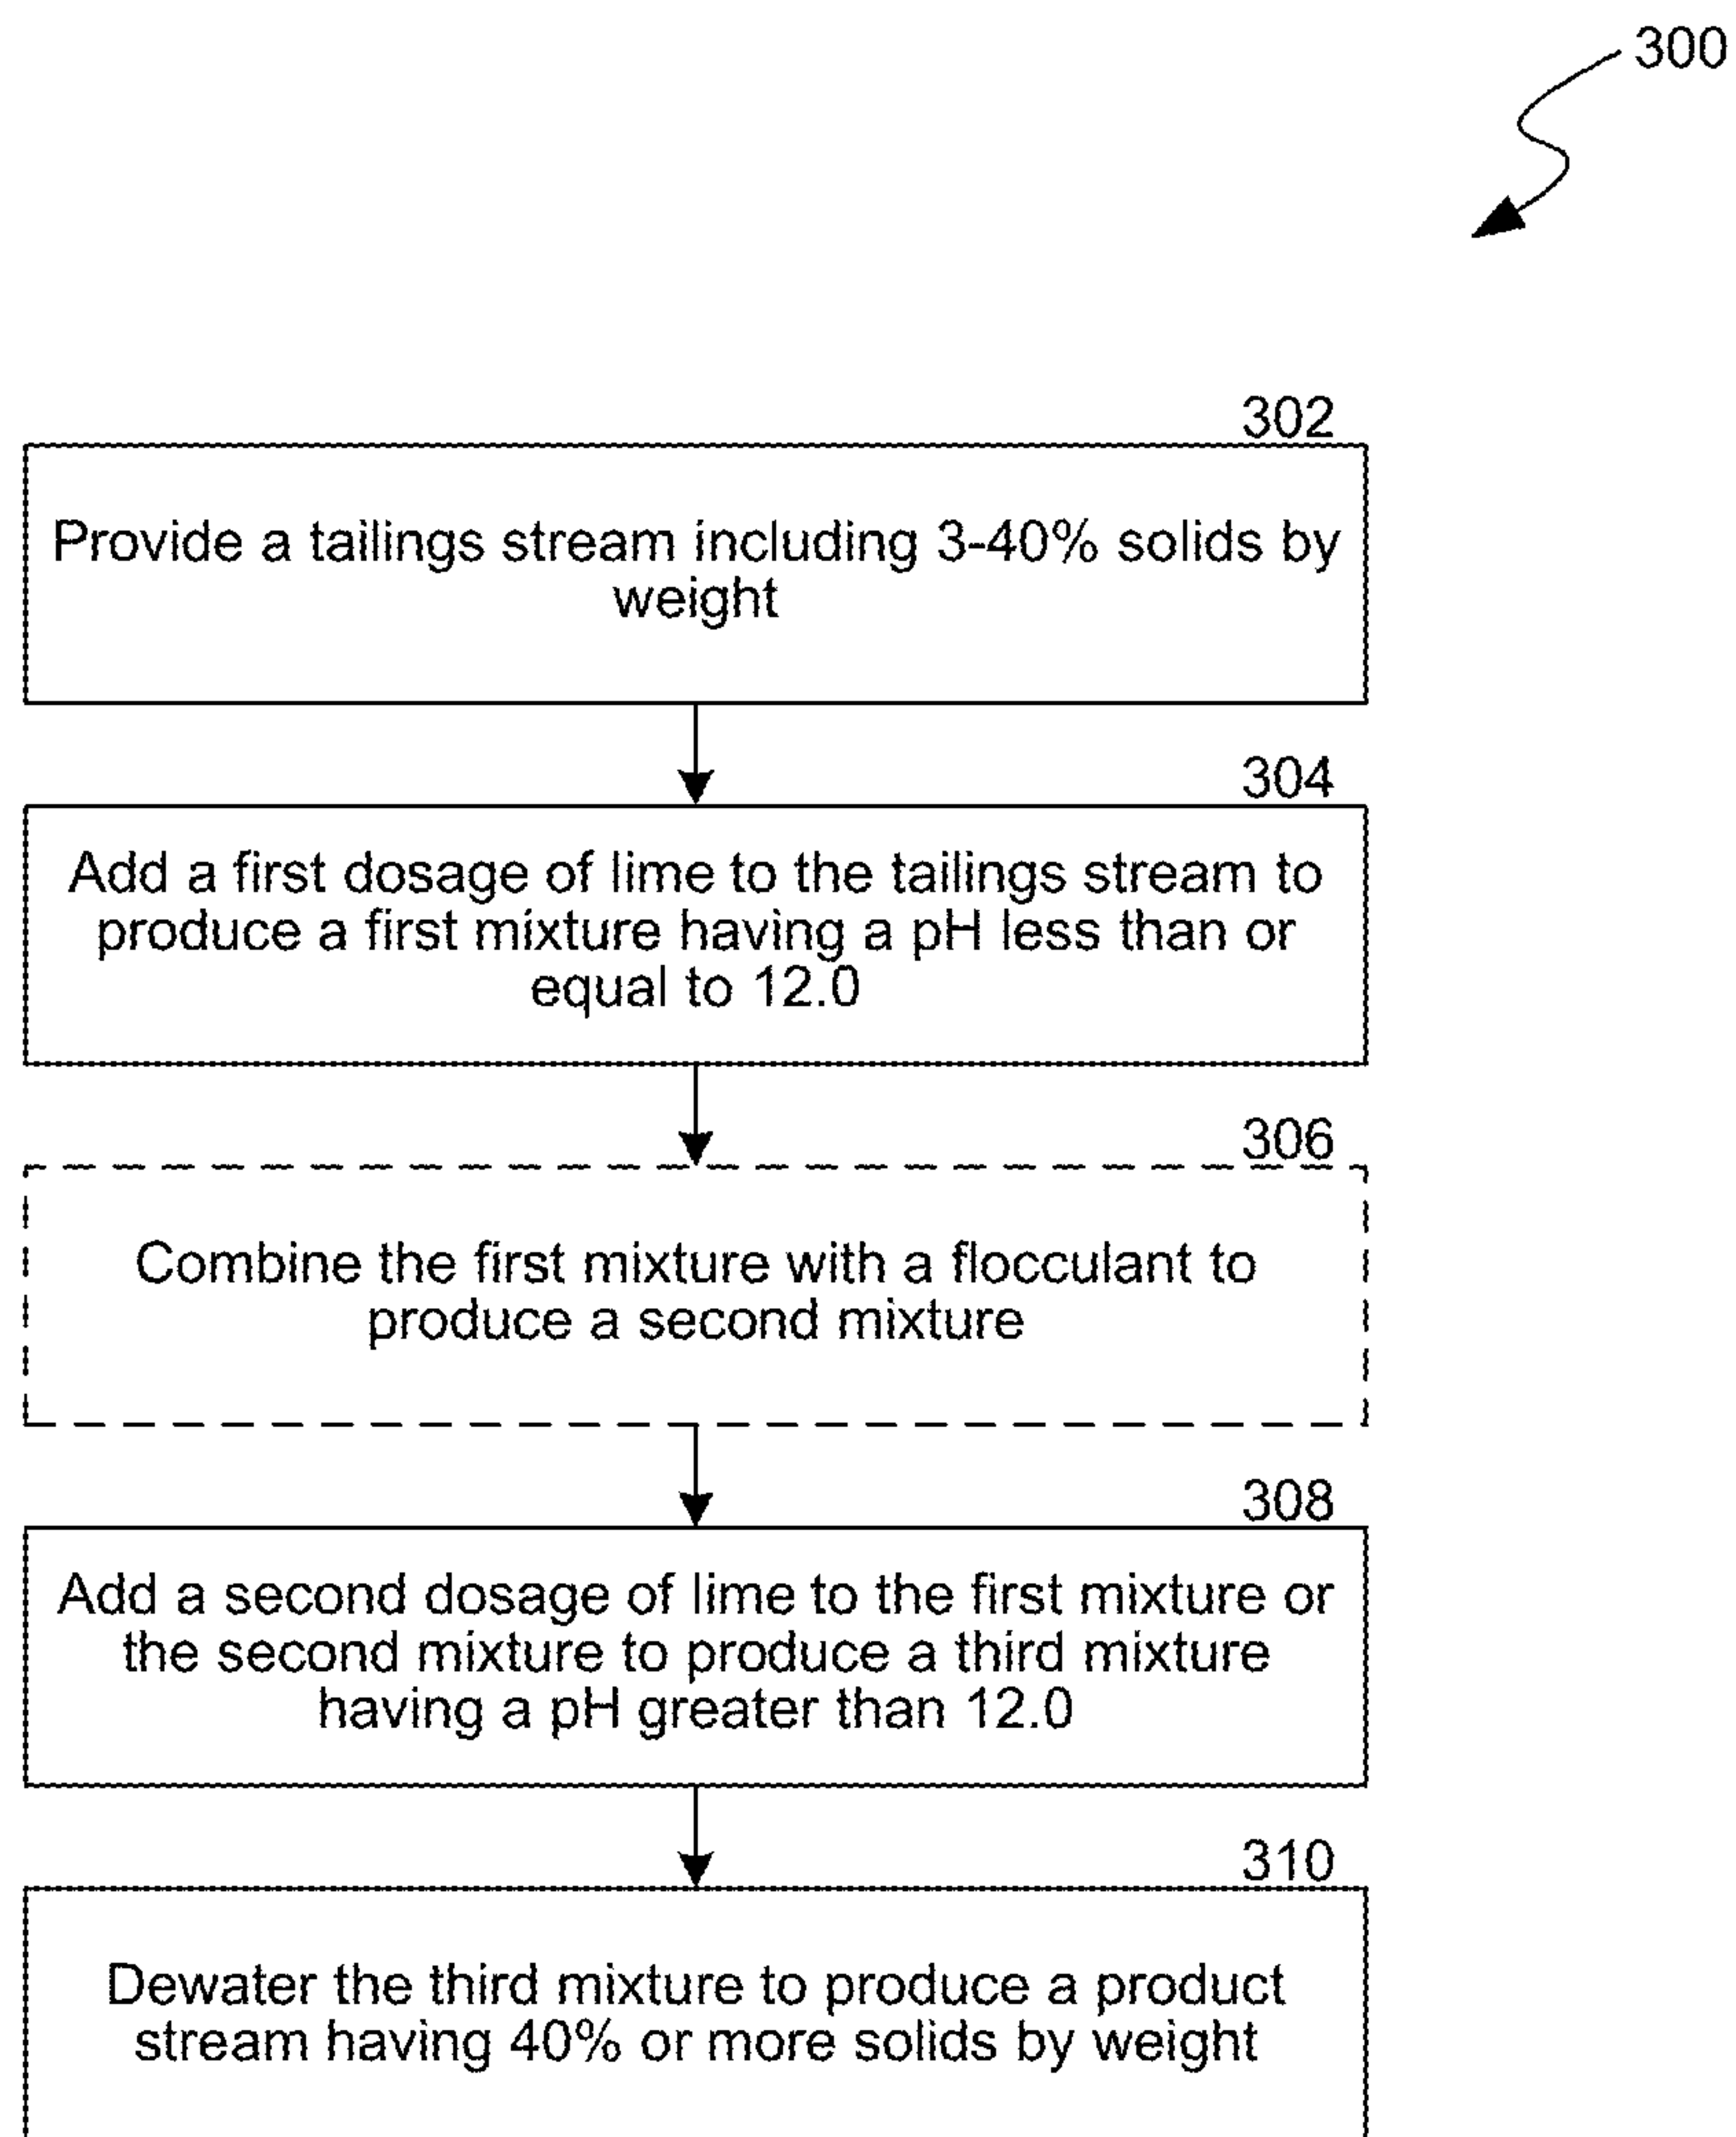 300
302
Provide a tailings stream including 3-40% solids by
weight
304
Add a first dosage of lime to the tailings stream to
produce a first mixture having a pH less than or
equal to 12.0
306
Combine the first mixture with a flocculant to
produce a second mixture
308
Add a second dosage of lime to the first mixture or
the second mixture to produce a third mixture
having a pH greater than 12.0
310
Dewater the third mixture to produce a product
stream having 40% or more solids by weight